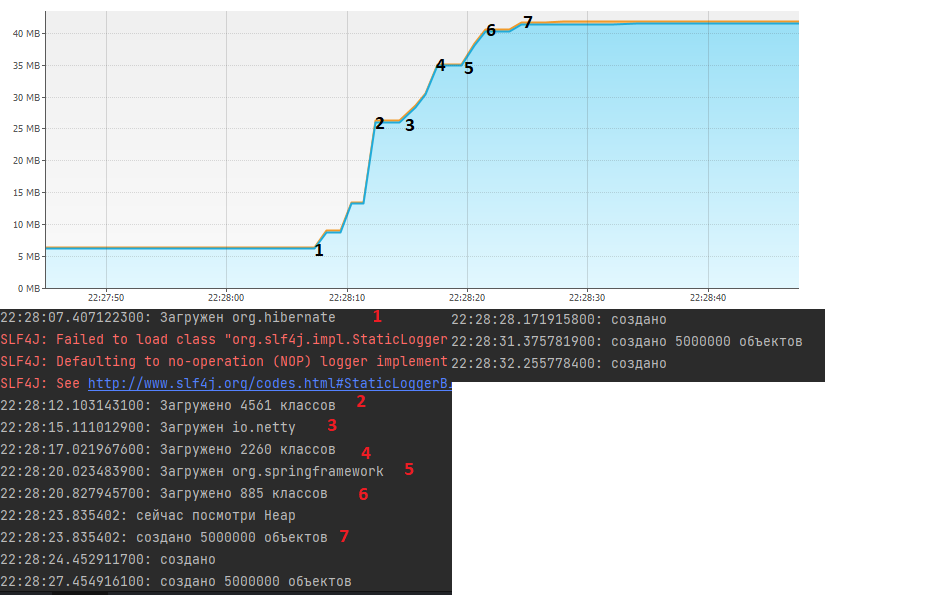 40 MB
35 MB
30 MB
25 MB
20 MB
15 MB
10 MB
5 MB
0 MB
1
2
3
4
5
6
7
22:27:50
22:28:00
22:28:10
22:28:20
22:28:30
22:28:40
22:28:07.407122300: Загружен org.hibernate 1
SLF4J: Failed to load class "org.slf4j.impl.StaticLogger
SLF4J: Defaulting to no-operation (NOP) logger implement
SLF4J: See http://www.slf4j.org/codes.html#StaticLoggerB
22:28:12.103143100: Загружено 4561 классов 2
22:28:15.111012900: Загружен io.netty 3
22:28:17.021967600: Загружено 2260 классов 4
22:28:20.023483900: Загружен org.springframework 5
22:28:20.827945700: Загружено 885 классов 6
22:28:23.835402: сейчас посмотри Heap
22:28:23.835402: создано 5000000 объектов 7
22:28:24.452911700: создано
22:28:27.454916100: создано 5000000 объектов
22:28:28.171915800: создано
22:28:31.375781900: создано 5000000 объектов
22:28:32.255778400: создано